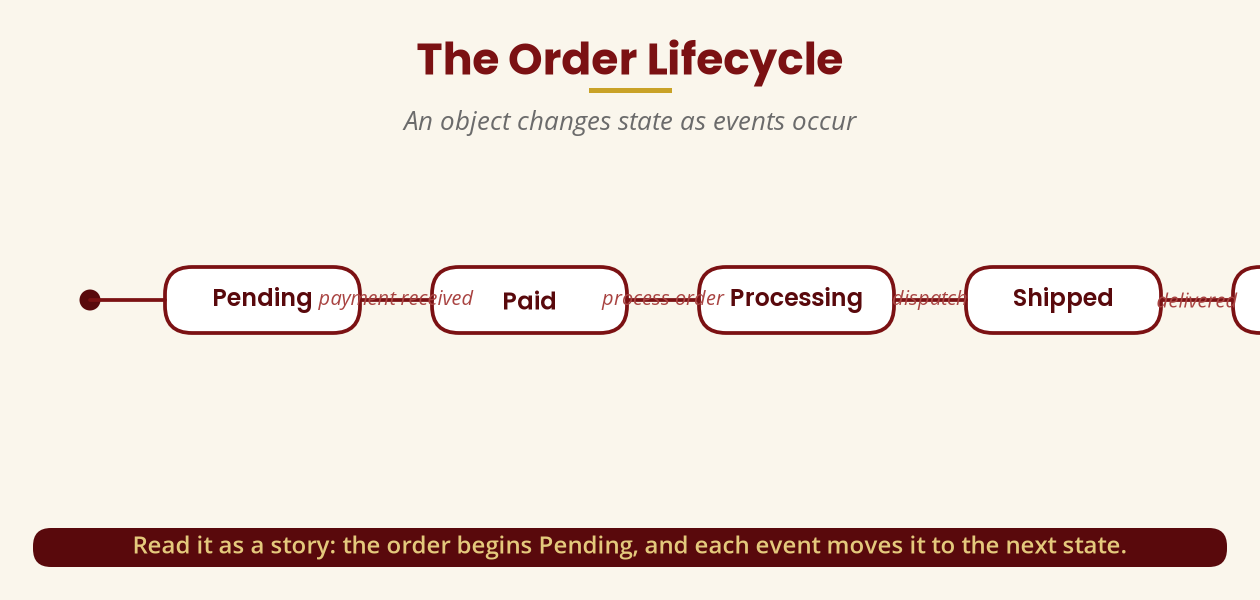 The Order Lifecycle
An object changes state as events occur
Pending payment received Paid process order Processing dispatch Shipped delivered
Read it as a story: the order begins Pending, and each event moves it to the next state.